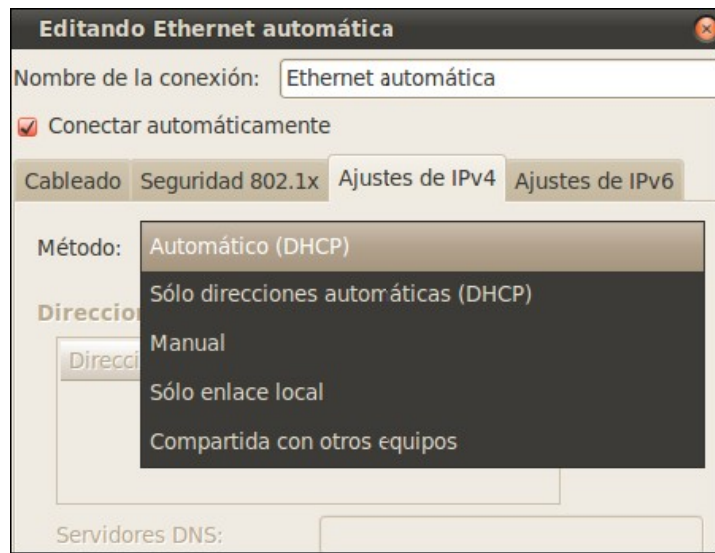 Editando Ethernet automática
Nombre de la conexión: Ethernet automática
Conectar automáticamente
Cableado Seguridad 802.1x Ajustes de IPv4 Ajustes de IPv6
Método: Automático (DHCP)
Sólo direcciones automáticas (DHCP)
Direccio
Manual
Direcci
Sólo enlace local
Compartida con otros equipos
Servidores DNS: